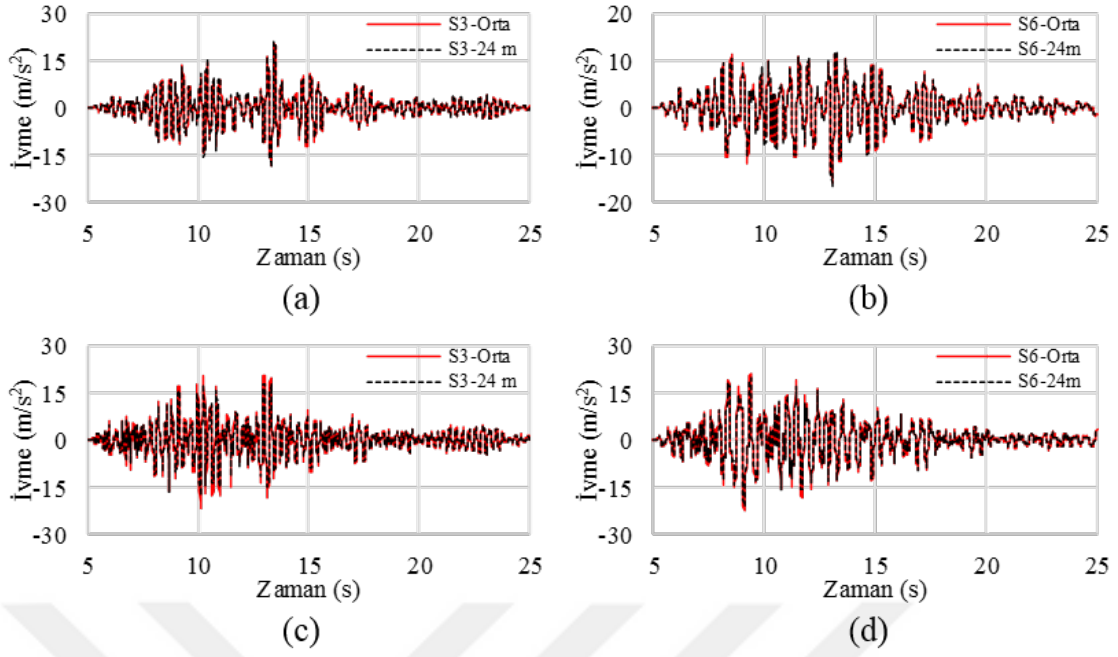 30
15
0
-15
-30
İvme (m/s²)
S3-Orta
S3-24 m
5 10 15 20 25
Zaman (s)
(a)
20
10
0
-10
-20
İvme (m/s²)
S6-Orta
S6-24m
5 10 15 20 25
Zaman (s)
(b)
30
15
0
-15
-30
İvme (m/s²)
S3-Orta
S3-24 m
5 10 15 20 25
Zaman (s)
(c)
30
15
0
-15
-30
İvme (m/s²)
S6-Orta
S6-24m
5 10 15 20 25
Zaman (s)
(d)